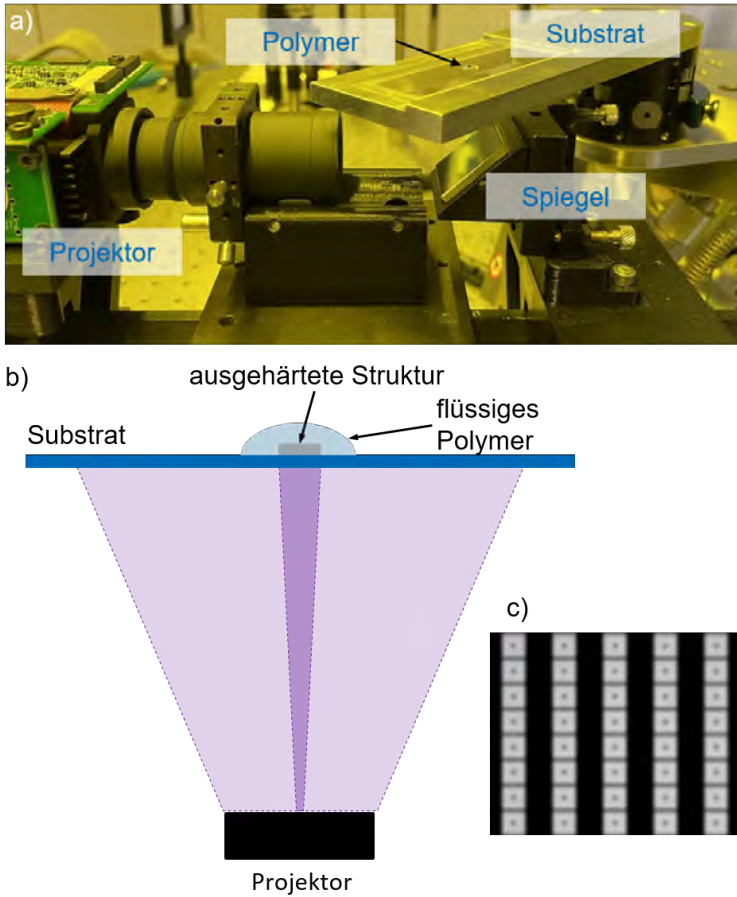 a)
Polymer
Substrat
Spiegel
Projektor
b)
ausgehärtete Struktur
flüssiges
Polymer
Substrat
c)
Projektor